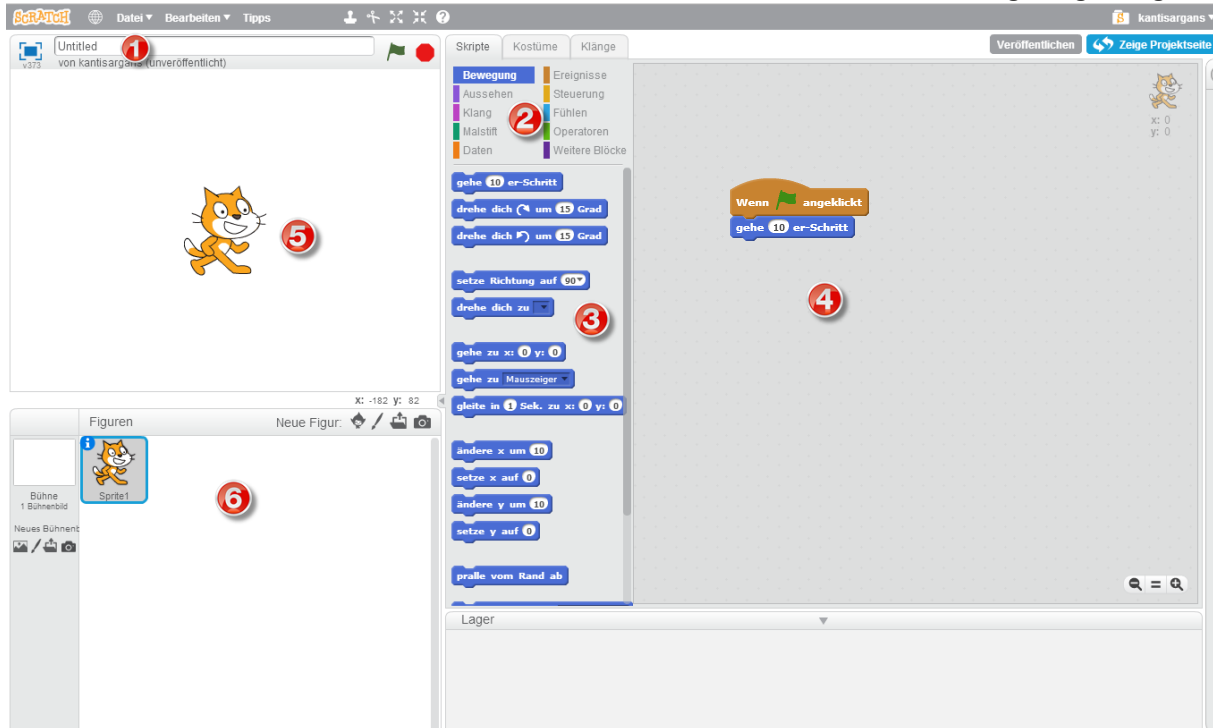 SCRATCH Datei Bearbeiten Tipps kantisargans
Untitled
von kantisargans (unveröffentlicht)
v373
1
5
x: -182 y: 82
Figuren Neue Figur:
Bühne
1 Bühnenbild
Neues Bühnenb
Sprite1
6
Skripte Kostüme Klänge
Veröffentlichen Zeige Projektseite
Bewegung Ereignisse
Aussehen Steuerung
Klang Fühlen
Malstift Operatoren
Daten Weitere Blöcke
2
gehe 10 er-Schritt
drehe dich um 15 Grad
drehe dich um 15 Grad
setze Richtung auf 90
drehe dich zu
3
gehe zu x: 0 y: 0
gehe zu Mauszeiger
gleite in 1 Sek. zu x: 0 y: 0
ändere x um 10
setze x auf 0
ändere y um 10
setze y auf 0
pralle vom Rand ab
Wenn angeklickt
gehe 10 er-Schritt
4
x: 0
y: 0
Lager